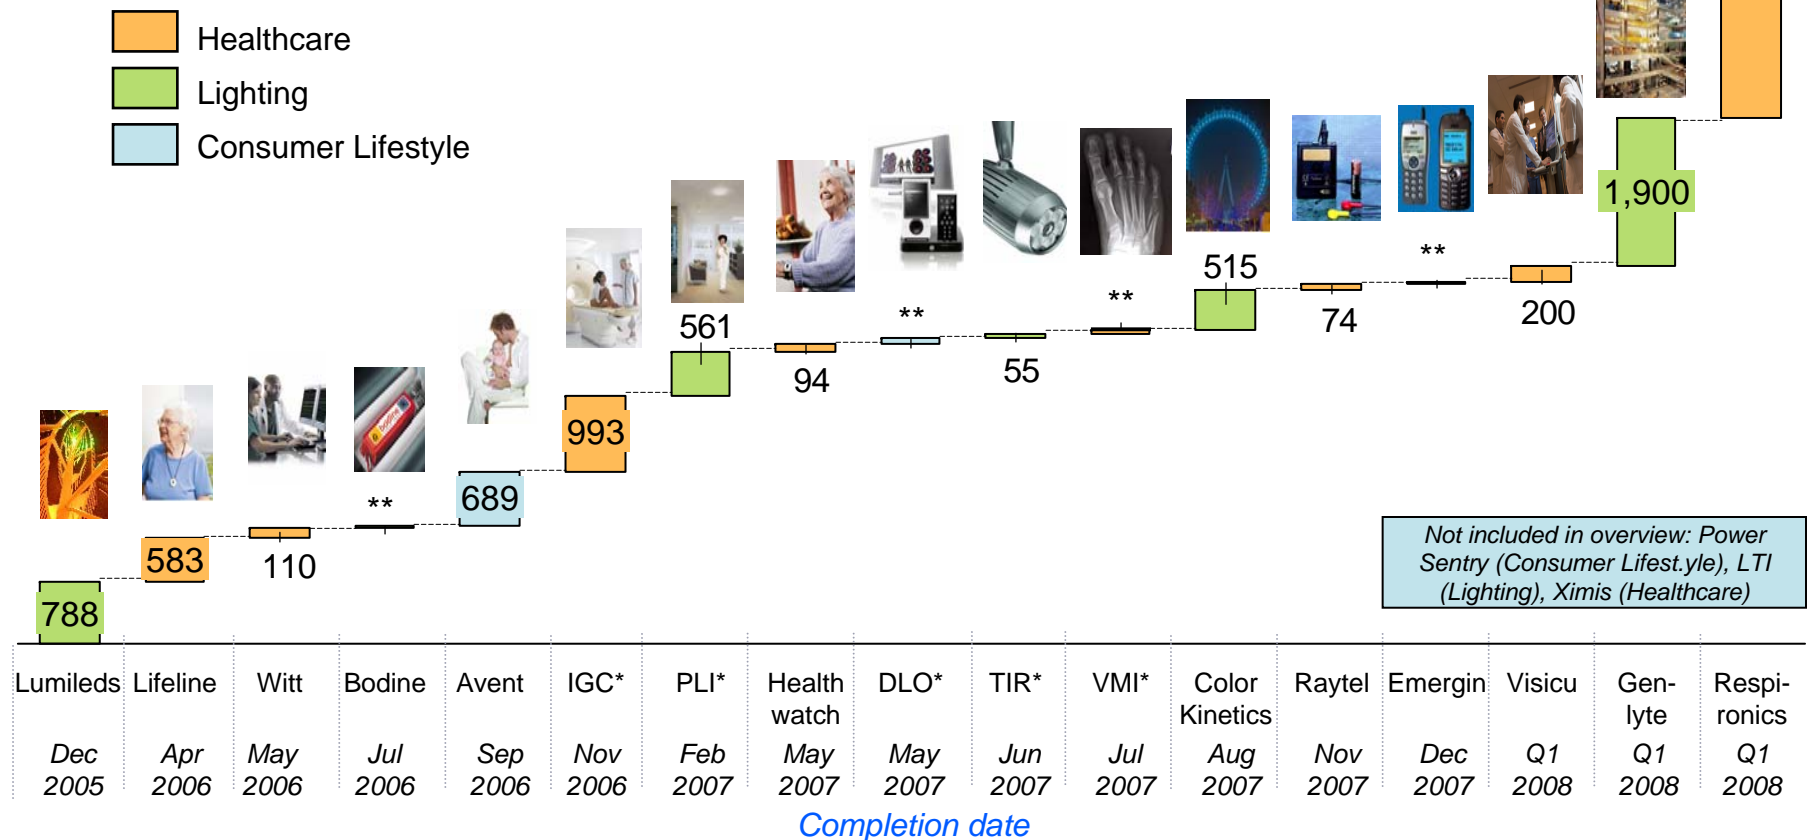 Healthcare
Lighting
Consumer Lifestyle
1,900
**
515
**
**
74
200
561
94
55
993
**
689
583
110
788
Not included in overview: Power
Sentry (Consumer Lifest.yle), LTI
(Lighting), Ximis (Healthcare)
Lumileds Lifeline Witt Bodine Avent IGC* PLI* Health DLO* TIR* VMI* Color Raytel Emergin Visicu Gen- Respi-
watch Kinetics lyte ronics
Dec Apr May Jul Sep Nov Feb May May Jun Jul Aug Nov Dec Q1 Q1 Q1
2005 2006 2006 2006 2006 2006 2007 2007 2007 2007 2007 2007 2007 2007 2008 2008 2008
Completion date